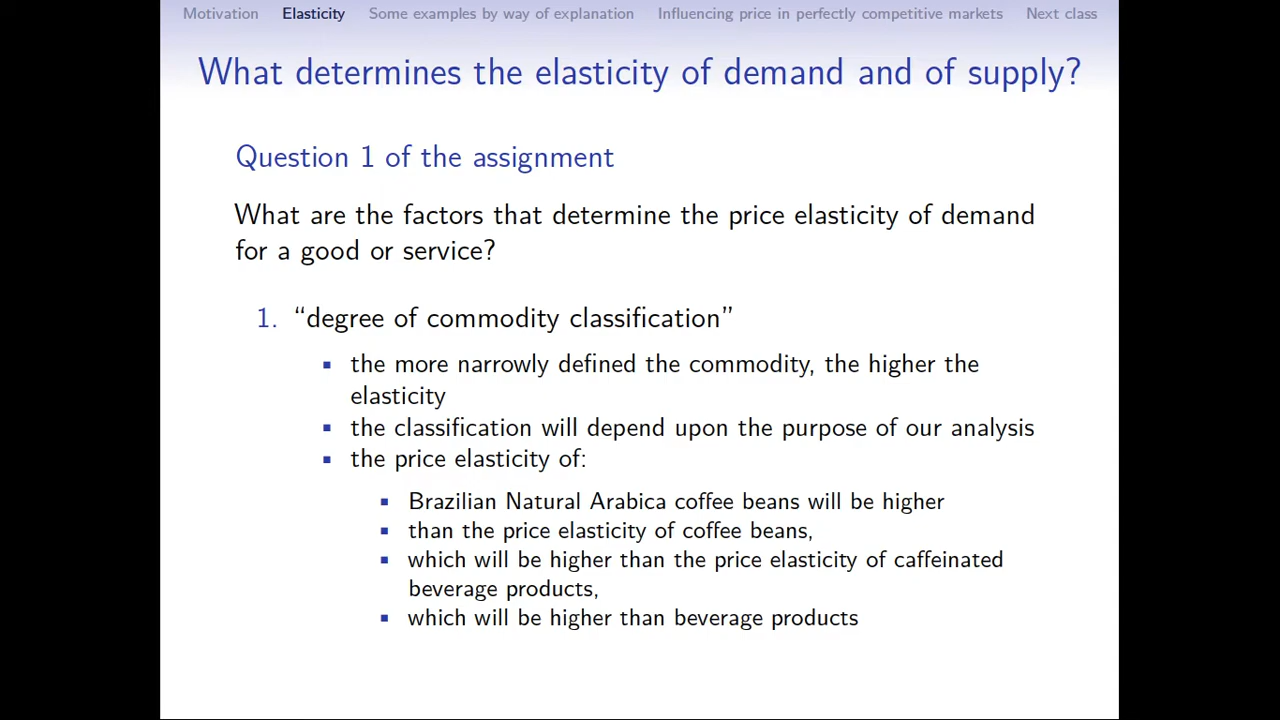 Motivation Elasticity Some examples by way of explanation Influencing price in perfectly competitive markets Next class
What determines the elasticity of demand and of supply?
Question 1 of the assignment
What are the factors that determine the price elasticity of demand
for a good or service?
1. “degree of commodity classification”
▪ the more narrowly defined the commodity, the higher the
elasticity
▪ the classification will depend upon the purpose of our analysis
▪ the price elasticity of:
▪ Brazilian Natural Arabica coffee beans will be higher
▪ than the price elasticity of coffee beans,
▪ which will be higher than the price elasticity of caffeinated
beverage products,
▪ which will be higher than beverage products